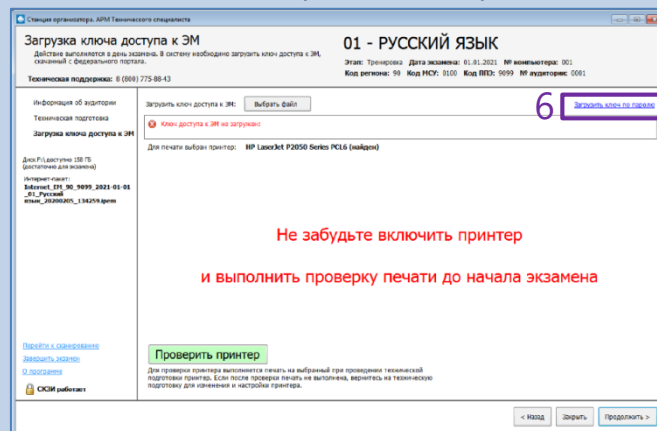 Станция организатора. АРМ Технического специалиста
Загрузка ключа доступа к ЭМ
Действие выполняется в день экзамена. В систему необходимо загрузить ключ доступа к ЭМ,
скачанный с федерального портала.
Техническая поддержка: 8 (800) 775-88-43
01 - РУССКИЙ ЯЗЫК
Этап: Тренировка Дата экзамена: 01.01.2021 № компьютера: 001
Код региона: 90 Код МСУ: 0100 Код ППЭ: 9099 № аудитории: 0001
Информация об аудитории
Техническая подготовка
Загрузка ключа доступа к ЭМ
Диск F:\,доступно 158 ГБ
(достаточно для экзамена)
Интернет-пакет:
Internet_EM_90_9099_2021-01-01
_01_Русский
язык_20200205_134259.ipem
Перейти к сканированию
Завершить экзамен
О программе
СКЗИ работает
Загрузить ключ доступа к ЭМ: Выбрать файл
6 Загрузить ключ по паролю
Ключ доступа к ЭМ не загружен!
Для печати выбран принтер: HP LaserJet P2050 Series PCL6 (найден)
Не забудьте включить принтер
и выполнить проверку печати до начала экзамена
Проверить принтер
Для проверки принтера выполняется печать на выбранный при проведении технической
подготовки принтер. Если после проверки печать не выполнена, вернитесь на техническую
подготовку для изменения и настройки принтера.
< Назад Закрыть Продолжить >